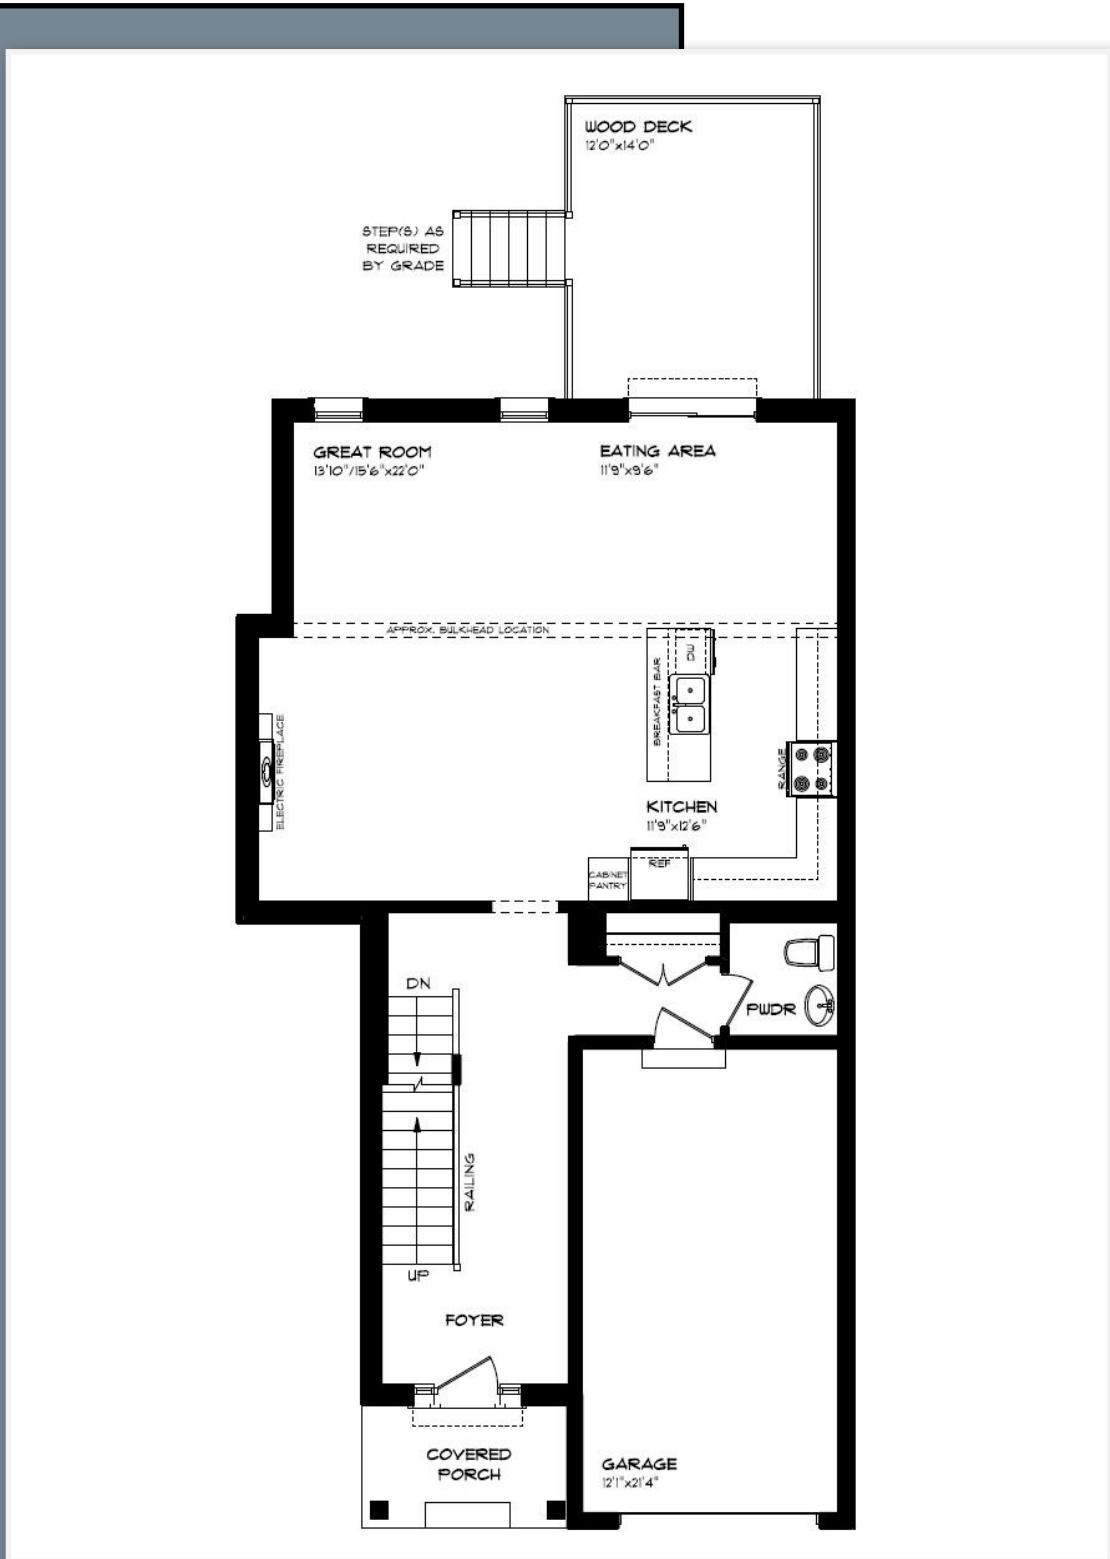 WOOD DECK
12'0"x14'0"
STEP(S) AS
REQUIRED
BY GRADE
GREAT ROOM
13'10"/15'6"x22'0"
EATING AREA
11'9"x9'6"
APPROX. BULKHEAD LOCATION
BREAKFAST BAR
DW
ELECTRIC FIREPLACE
RANGE
KITCHEN
11'9"x12'6"
REF
CABINET
PANTRY
DN
PWDR
RAILING
UP
FOYER
COVERED
PORCH
GARAGE
12'1"x21'4"